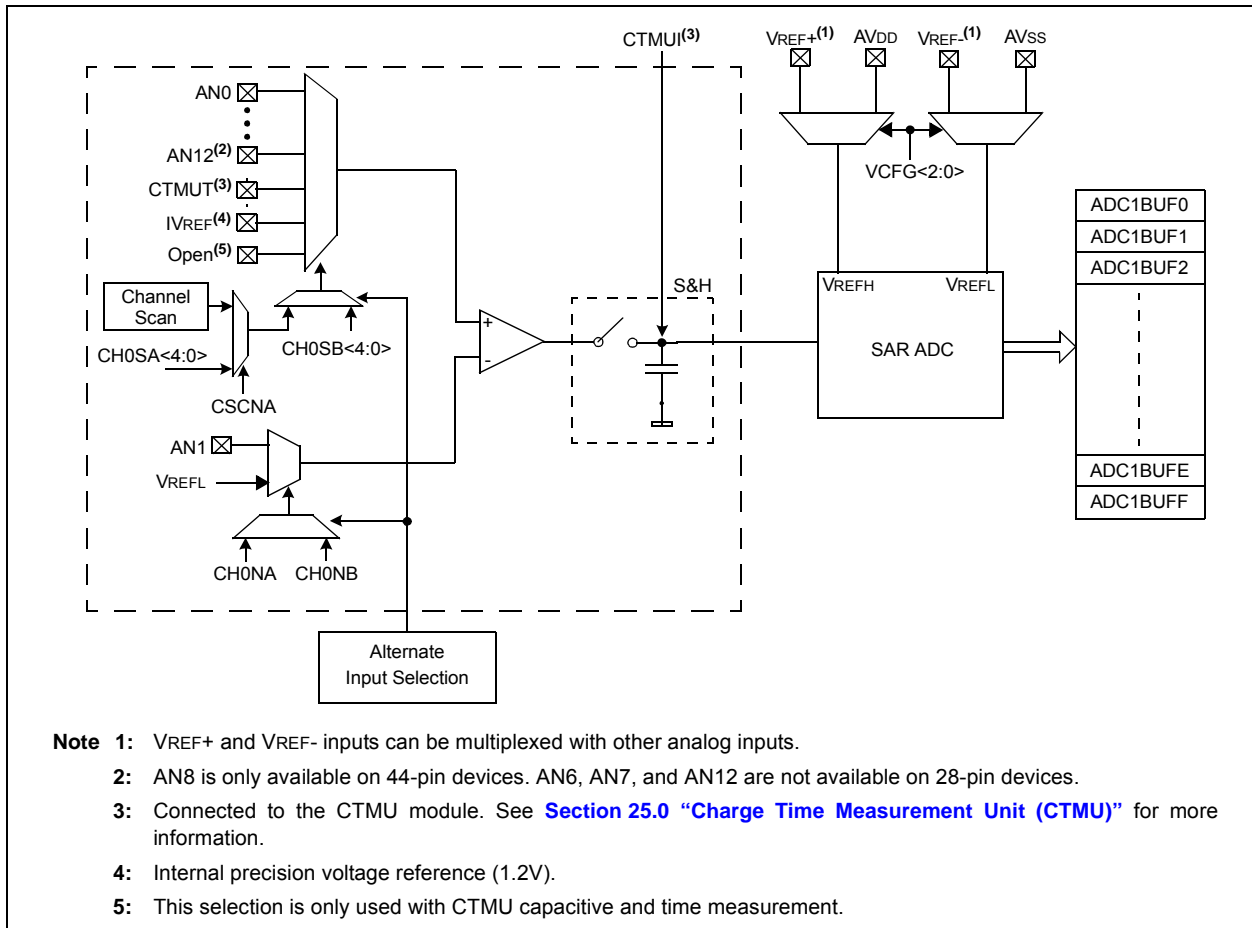 CTMUI(3)
VREF+(1) AVDD VREF-(1) AVSS
AN0
AN12(2)
CTMUT(3)
IVREF(4)
Open(5)
VCFG<2:0>
ADC1BUF0
ADC1BUF1
ADC1BUF2
S&H
VREFH VREFL
Channel
Scan
CH0SA<4:0>
CH0SB<4:0>
+
-
SAR ADC
CSCNA
AN1
VREFL
ADC1BUFE
ADC1BUFF
CH0NA CH0NB
Alternate
Input Selection
Note 1: VREF+ and VREF- inputs can be multiplexed with other analog inputs.
2: AN8 is only available on 44-pin devices. AN6, AN7, and AN12 are not available on 28-pin devices.
3: Connected to the CTMU module. See Section 25.0 “Charge Time Measurement Unit (CTMU)” for more
information.
4: Internal precision voltage reference (1.2V).
5: This selection is only used with CTMU capacitive and time measurement.